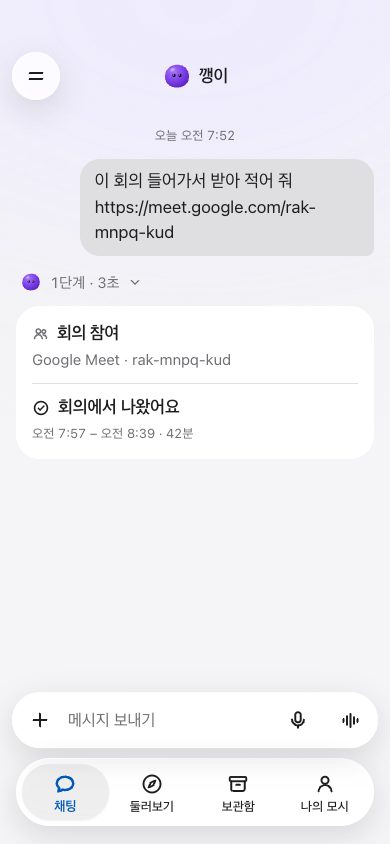 깽이
오늘 오전 7:52
이 회의 들어가서 받아 적어 줘
https://meet.google.com/rak-
mnpq-kud
1단계 · 3초
회의 참여
Google Meet · rak-mnpq-kud
회의에서 나왔어요
오전 7:57 – 오전 8:39 · 42분
메시지 보내기
채팅
둘러보기
보관함
나의 모시